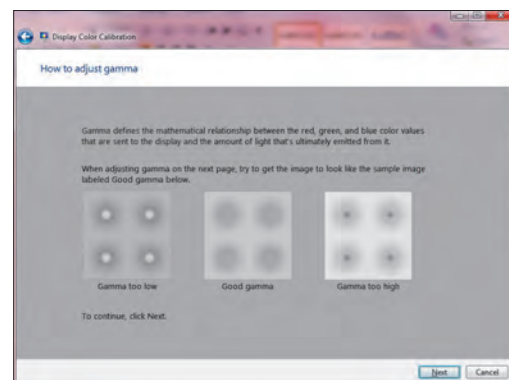 Display Color Calibration
How to adjust gamma
Gamma defines the mathematical relationship between the red, green, and blue color values
that are sent to the display and the amount of light that's ultimately emitted from it.
When adjusting gamma on the next page, try to get the image to look like the sample image
labeled Good gamma below.
Gamma too low Good gamma Gamma too high
To continue, click Next.
Next Cancel